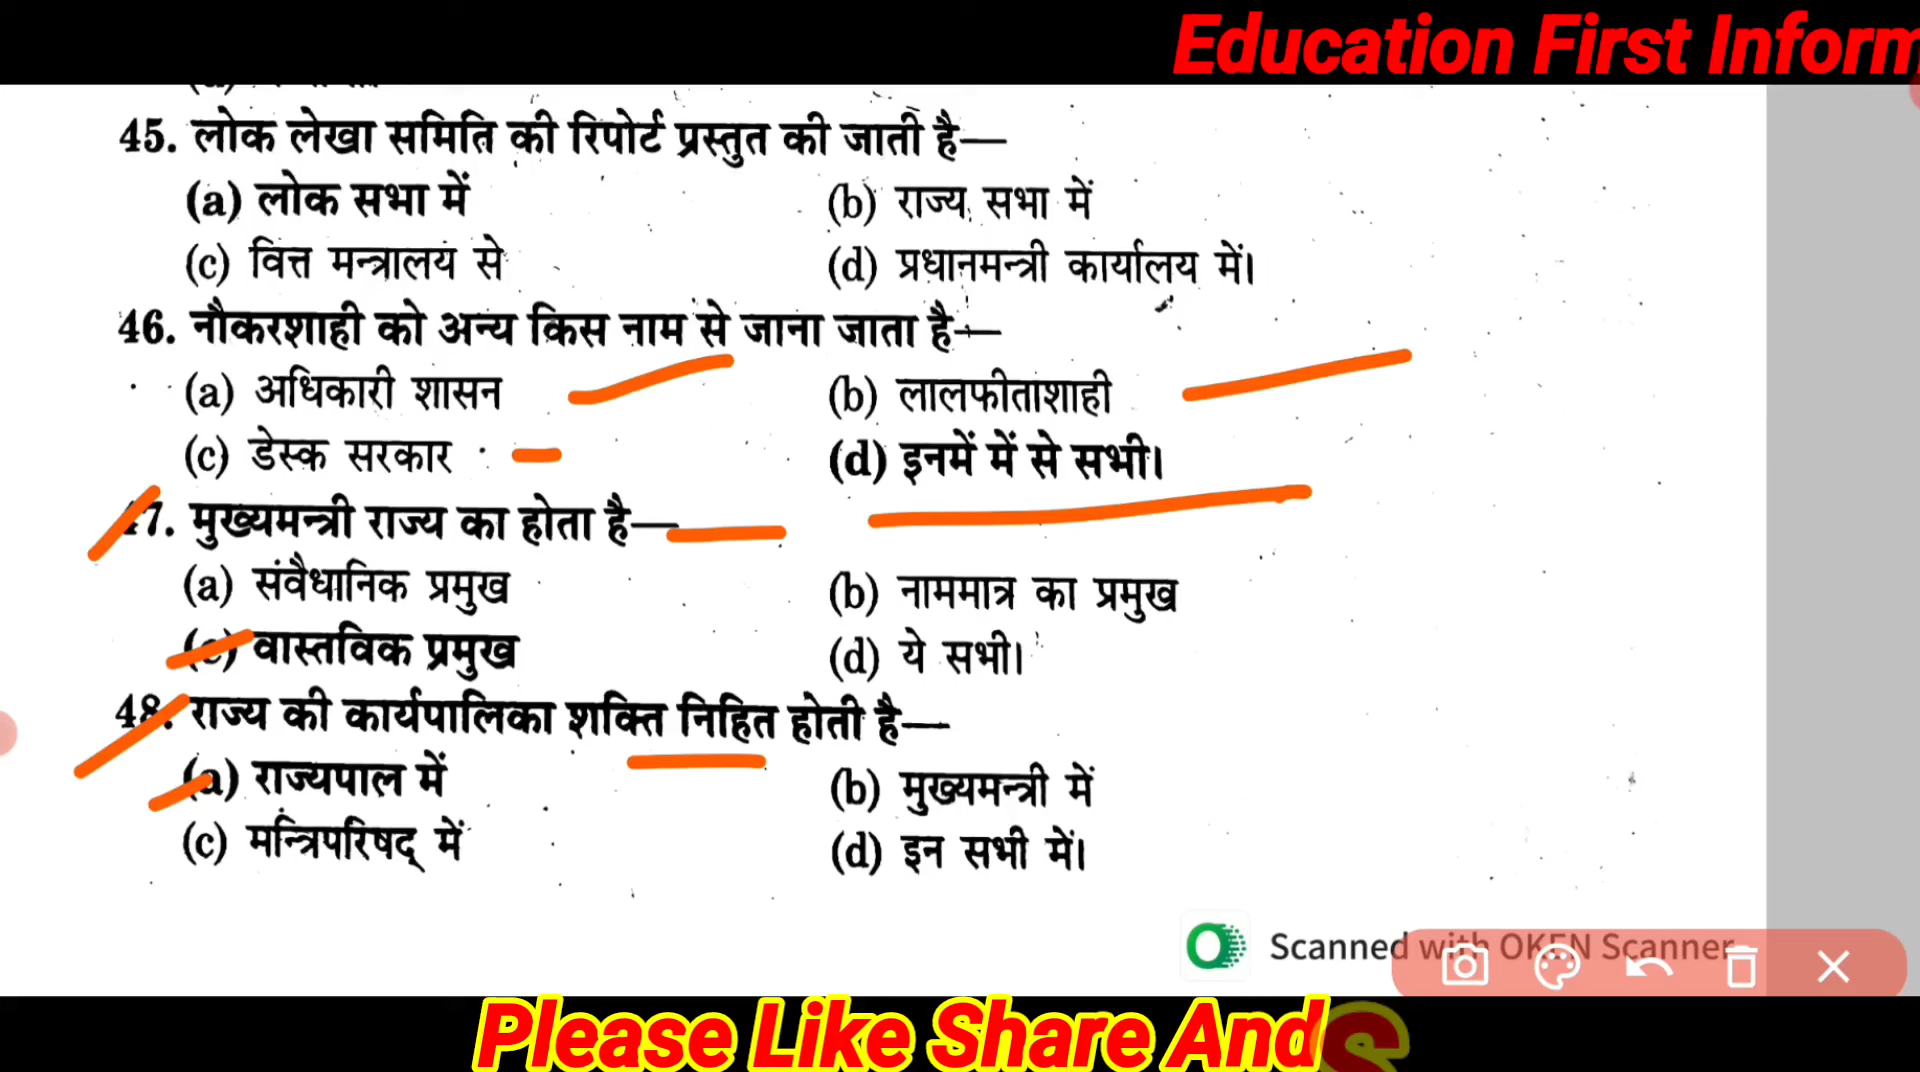 Education First Inform
45. लोक लेखा समिति की रिपोर्ट प्रस्तुत की जाती है—
(a) लोक सभा में (b) राज्य सभा में
(c) वित्त मन्त्रालय से (d) प्रधानमन्त्री कार्यालय में।
46. नौकरशाही को अन्य किस नाम से जाना जाता है—
(a) अधिकारी शासन (b) लालफीताशाही
(c) डेस्क सरकार (d) इनमें में से सभी।
47. मुख्यमन्त्री राज्य का होता है—
(a) संवैधानिक प्रमुख (b) नाममात्र का प्रमुख
(c) वास्तविक प्रमुख (d) ये सभी।
48. राज्य की कार्यपालिका शक्ति निहित होती है—
(a) राज्यपाल में (b) मुख्यमन्त्री में
(c) मन्त्रिपरिषद् में (d) इन सभी में।
Scanned with OKEN Scanner
Please Like Share And S